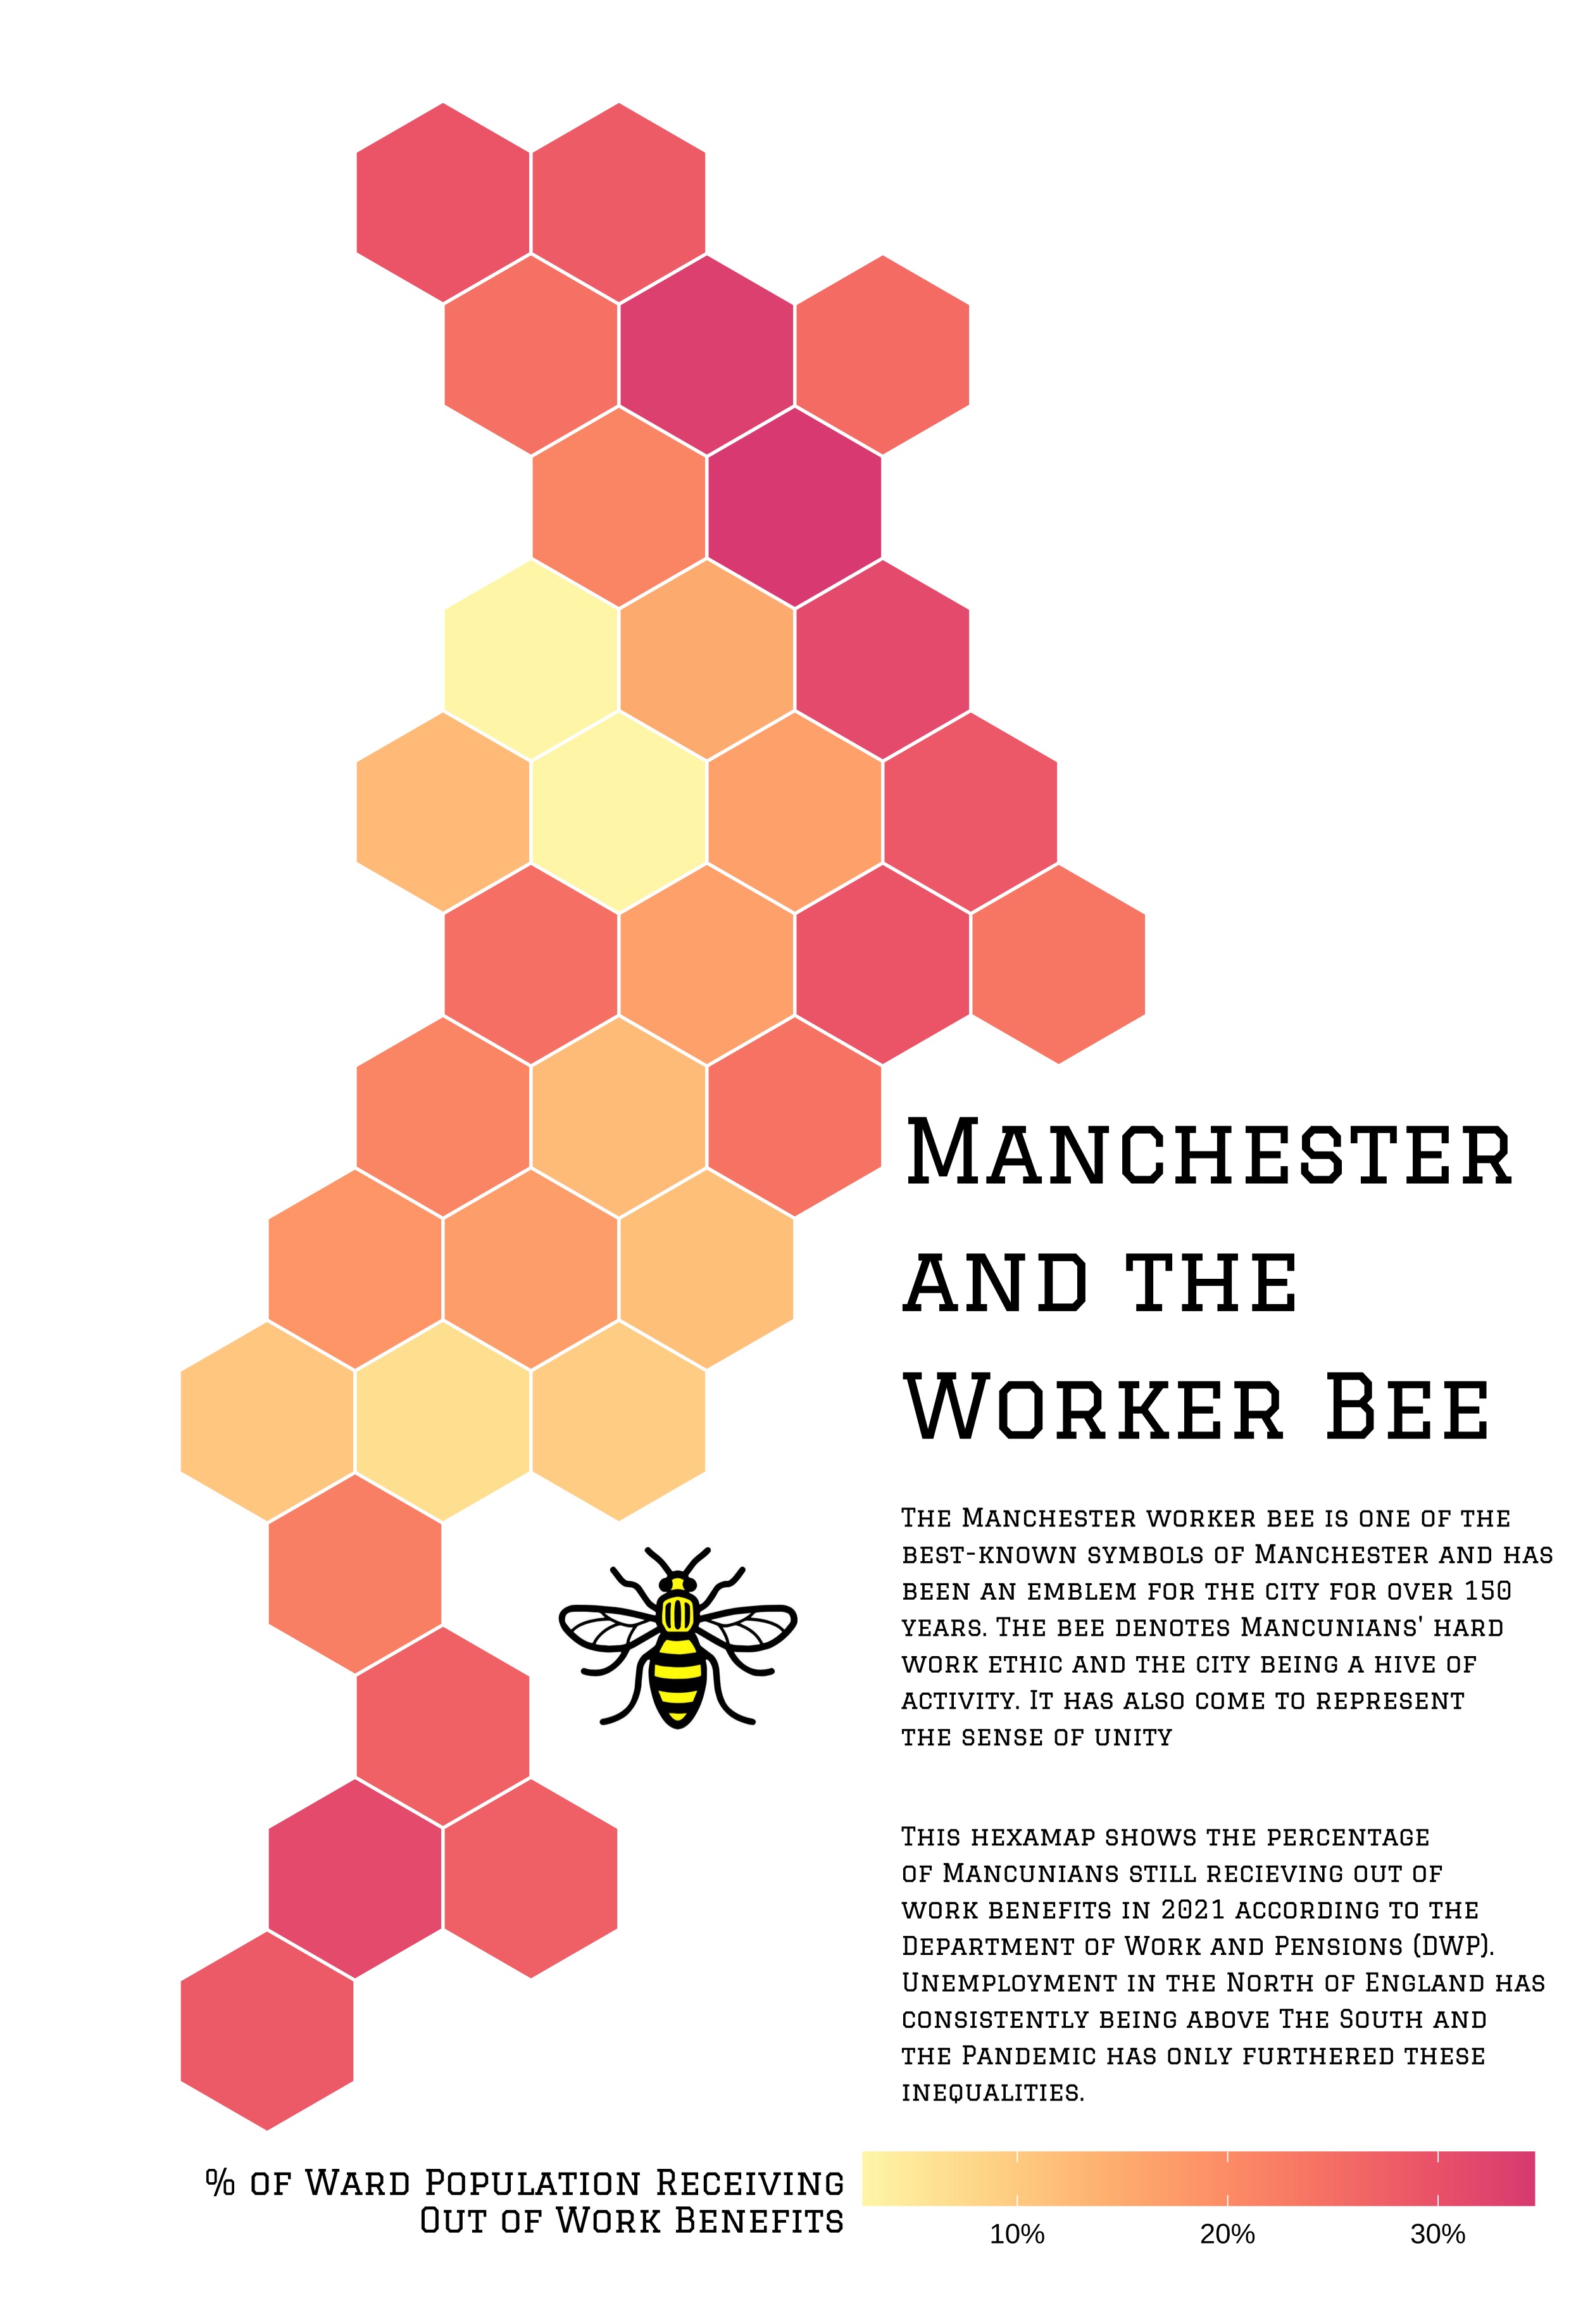 Manchester
and the
Worker Bee
The Manchester worker bee is one of the
best-known symbols of Manchester and has
been an emblem for the city for over 150
years. The bee denotes Mancunians' hard
work ethic and the city being a hive of
activity. It has also come to represent
the sense of unity
This hexamap shows the percentage
of Mancunians still recieving out of
work benefits in 2021 according to the
Department of Work and Pensions (DWP).
Unemployment in the North of England has
consistently being above The South and
the Pandemic has only furthered these
inequalities.
% of Ward Population Receiving
Out of Work Benefits
10% 20% 30%